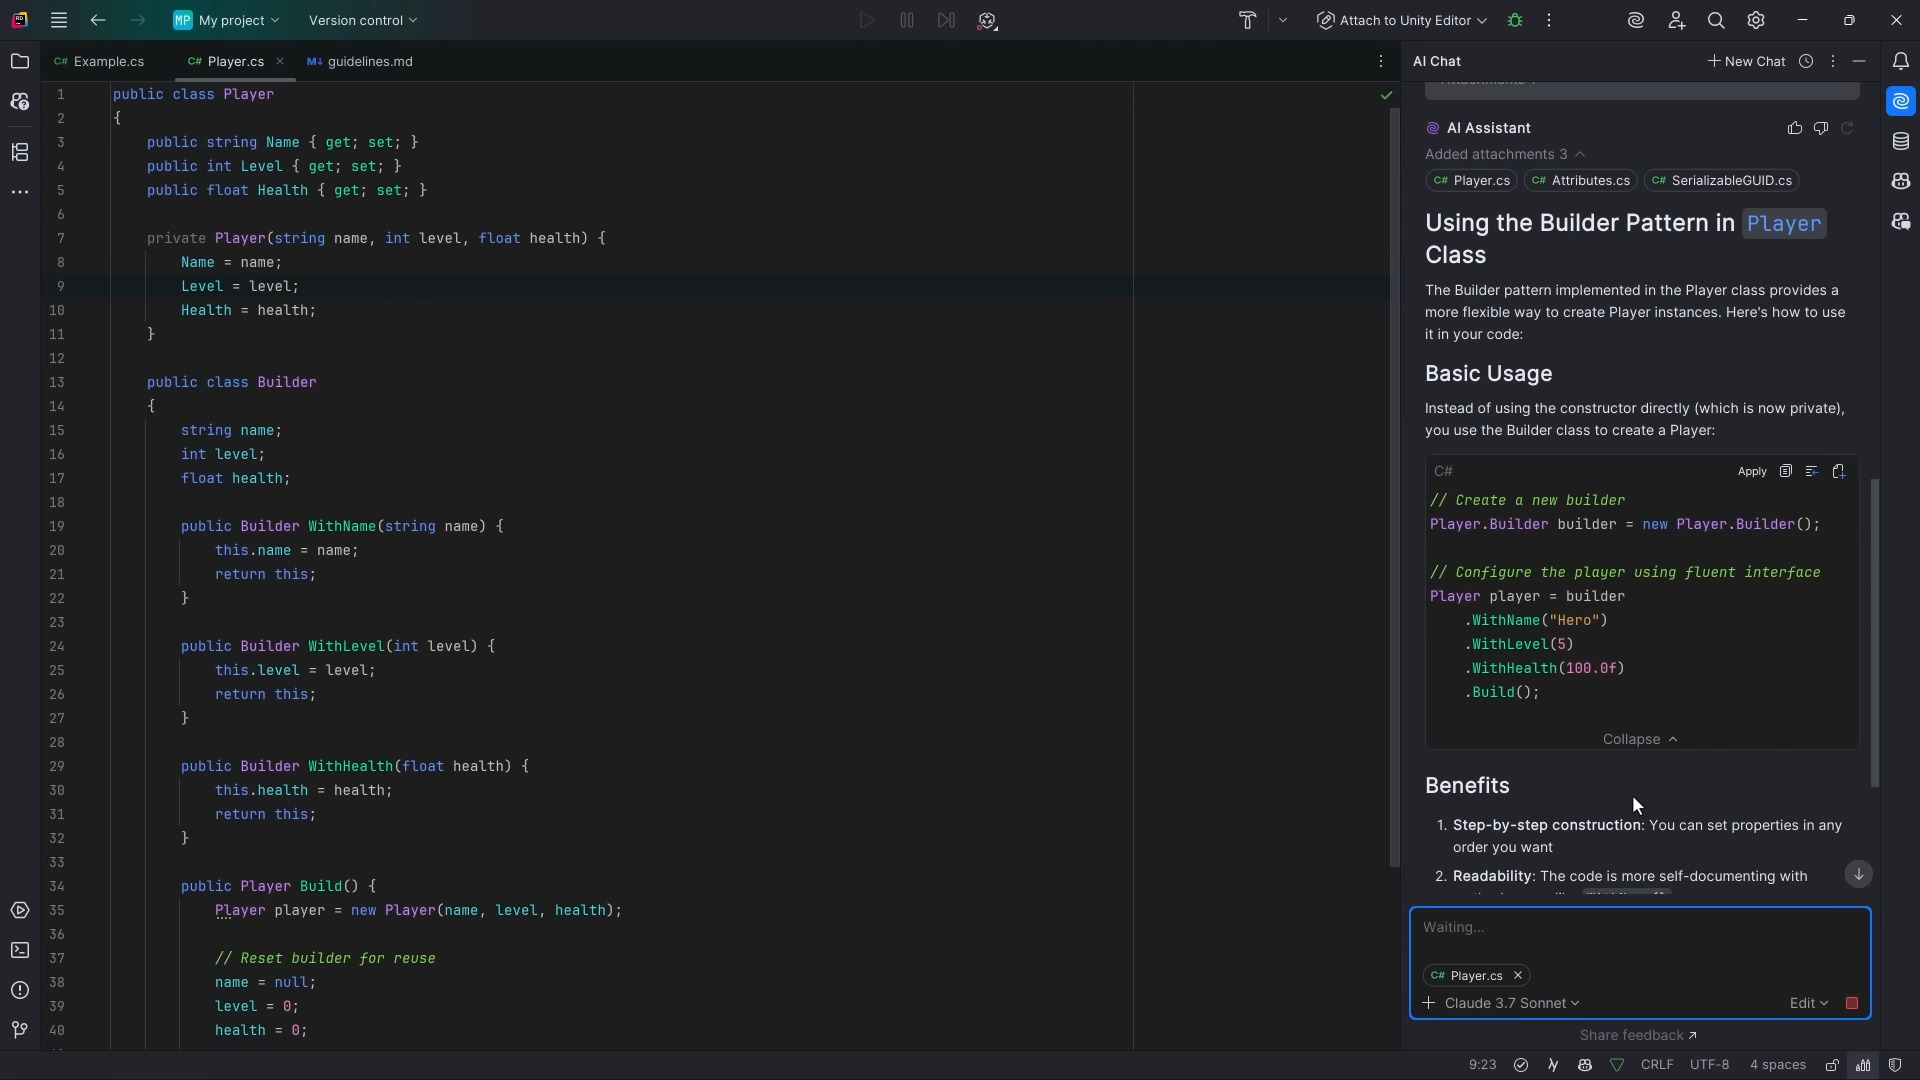 MP My project
Version control
Attach to Unity Editor
C# Example.cs
C# Player.cs
M↓ guidelines.md
AI Chat
New Chat
1 public class Player
2 {
3 public string Name { get; set; }
4 public int Level { get; set; }
5 public float Health { get; set; }
6
7 private Player(string name, int level, float health) {
8 Name = name;
9 Level = level;
10 Health = health;
11 }
12
13 public class Builder
14 {
15 string name;
16 int level;
17 float health;
18
19 public Builder WithName(string name) {
20 this.name = name;
21 return this;
22 }
23
24 public Builder WithLevel(int level) {
25 this.level = level;
26 return this;
27 }
28
29 public Builder WithHealth(float health) {
30 this.health = health;
31 return this;
32 }
33
34 public Player Build() {
35 Player player = new Player(name, level, health);
36
37 // Reset builder for reuse
38 name = null;
39 level = 0;
40 health = 0;
AI Assistant
Added attachments 3
C# Player.cs C# Attributes.cs C# SerializableGUID.cs
Using the Builder Pattern in Player
Class
The Builder pattern implemented in the Player class provides a
more flexible way to create Player instances. Here's how to use
it in your code:
Basic Usage
Instead of using the constructor directly (which is now private),
you use the Builder class to create a Player:
C#
Apply
// Create a new builder
Player.Builder builder = new Player.Builder();
// Configure the player using fluent interface
Player player = builder
.WithName("Hero")
.WithLevel(5)
.WithHealth(100.0f)
.Build();
Collapse
Benefits
1. Step-by-step construction: You can set properties in any
order you want
2. Readability: The code is more self-documenting with
Waiting...
C# Player.cs
Claude 3.7 Sonnet
Edit
Share feedback
9:23
CRLF
UTF-8
4 spaces